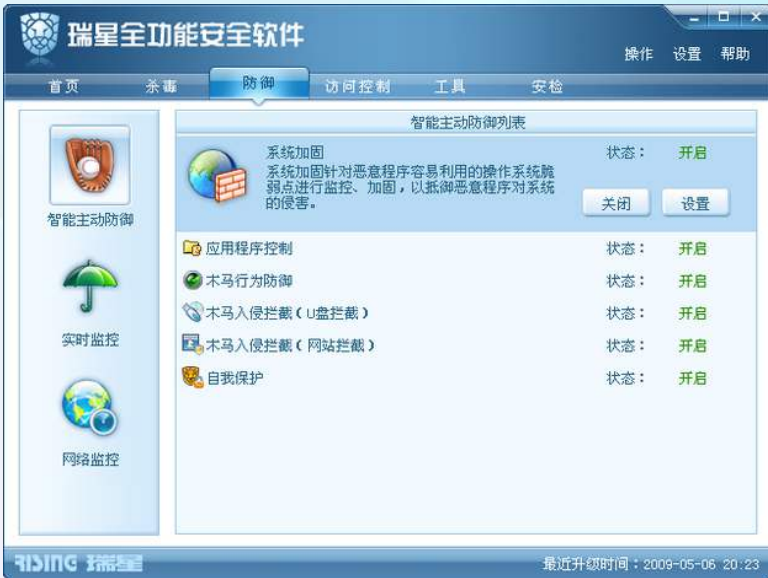 瑞星全功能安全软件
操作 设置 帮助
首页 杀毒 防御 访问控制 工具 安检
智能主动防御列表
智能主动防御
实时监控
网络监控
系统加固 状态： 开启
系统加固针对恶意程序容易利用的操作系统脆
弱点进行监控、加固，以抵御恶意程序对系统
的侵害。
关闭 设置
应用程序控制 状态： 开启
木马行为防御 状态： 开启
木马入侵拦截（U盘拦截） 状态： 开启
木马入侵拦截（网站拦截） 状态： 开启
自我保护 状态： 开启
RISING 瑞星
最近升级时间：2009-05-06 20:23